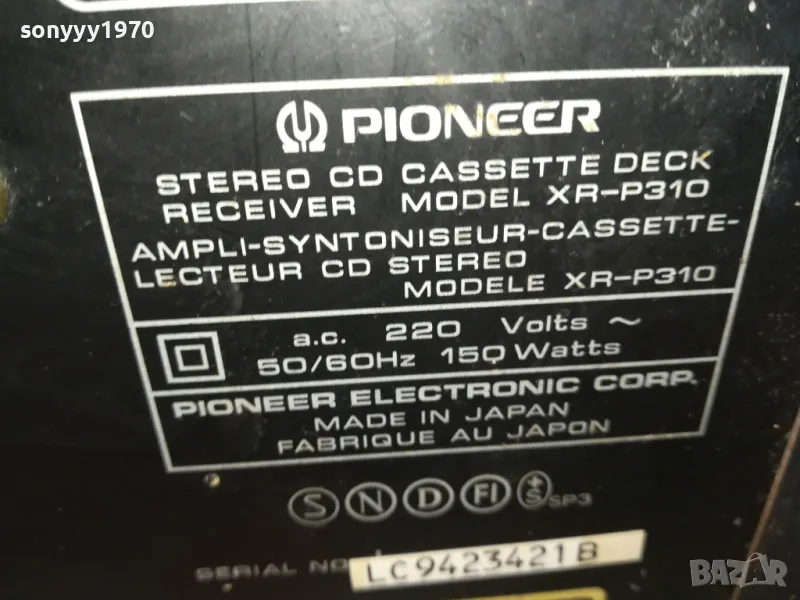 sonyyy1970
PIONEER
STEREO CD CASSETTE DECK
RECEIVER MODEL XR-P310
AMPLI-SYNTONISEUR-CASSETTE-
LECTEUR CD STEREO
MODELE XR-P310
a.c. 220 Volts ~
50/60Hz 150 Watts
PIONEER ELECTRONIC CORP.
MADE IN JAPAN
FABRIQUE AU JAPON
S N D FI +S SP3
SERIAL NO. LC9423421B
BAZAR